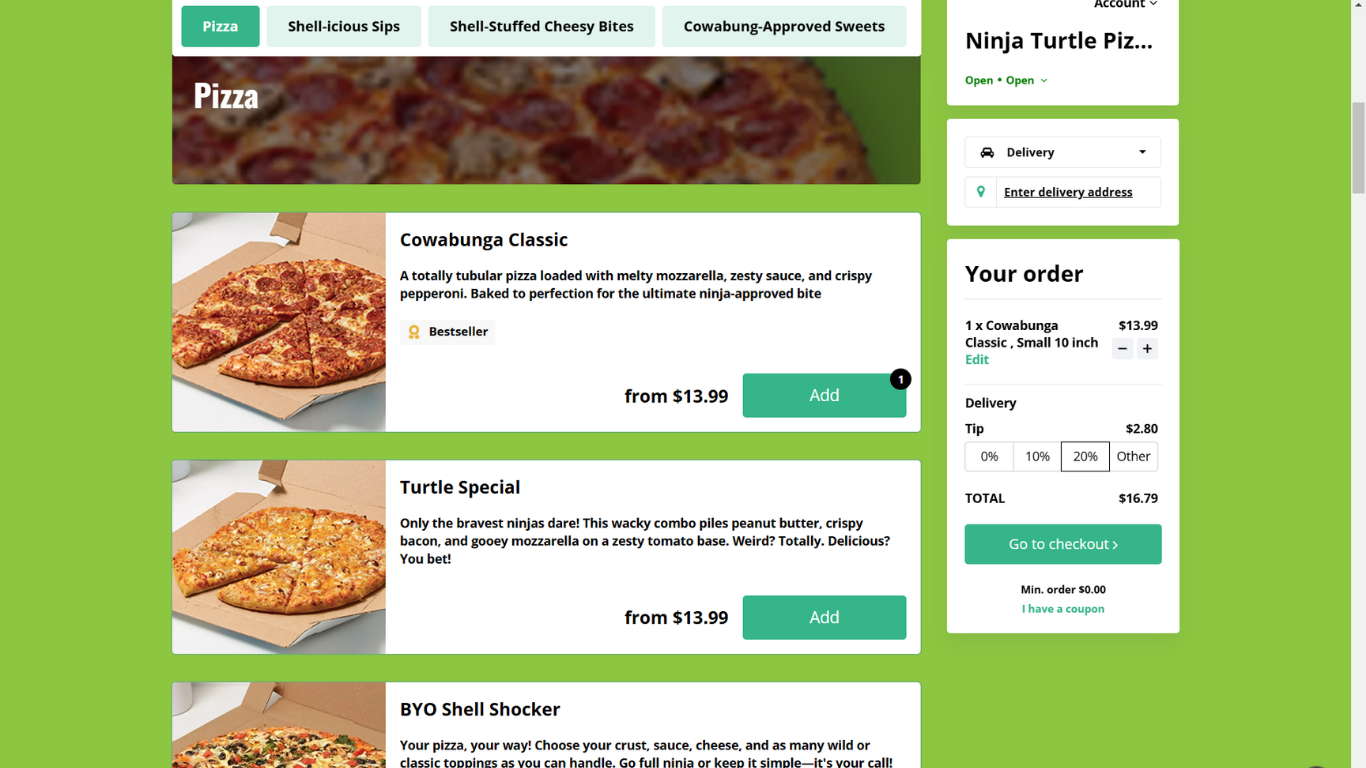 Pizza
Shell-icious Sips
Shell-Stuffed Cheesy Bites
Cowabung-Approved Sweets
Pizza
Cowabunga Classic
A totally tubular pizza loaded with melty mozzarella, zesty sauce, and crispy
pepperoni. Baked to perfection for the ultimate ninja-approved bite
Bestseller
from $13.99
Add
1
Turtle Special
Only the bravest ninjas dare! This wacky combo piles peanut butter, crispy
bacon, and gooey mozzarella on a zesty tomato base. Weird? Totally. Delicious?
You bet!
from $13.99
Add
BYO Shell Shocker
Your pizza, your way! Choose your crust, sauce, cheese, and as many wild or
classic toppings as you can handle. Go full ninja or keep it simple—it's your call!
Account
Ninja Turtle Piz...
Open • Open
Delivery
Enter delivery address
Your order
1 x Cowabunga
Classic , Small 10 inch
$13.99
Edit
− +
Delivery
Tip $2.80
0% 10% 20% Other
TOTAL $16.79
Go to checkout ›
Min. order $0.00
I have a coupon